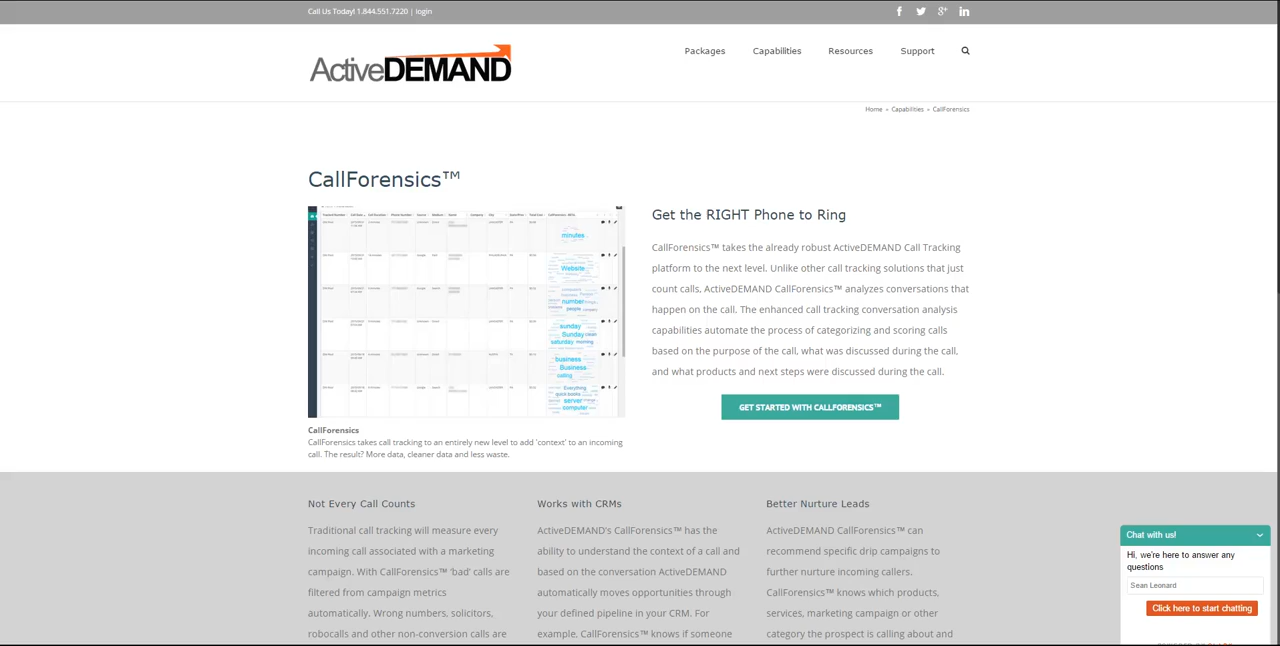 Call Us Today! 1.844.551.7220 | login
ActiveDEMAND
Packages Capabilities Resources Support
Home » Capabilities » CallForensics
CallForensics™
minutes
Website
number
people
sunday
Sunday
saturday morning
business
Business
calling
Everything
quick books
server
computer
CallForensics
CallForensics takes call tracking to an entirely new level to add 'context' to an incoming
call. The result? More data, cleaner data and less waste.
Get the RIGHT Phone to Ring
CallForensics™ takes the already robust ActiveDEMAND Call Tracking
platform to the next level. Unlike other call tracking solutions that just
count calls, ActiveDEMAND CallForensics™ analyzes conversations that
happen on the call. The enhanced call tracking conversation analysis
capabilities automate the process of categorizing and scoring calls
based on the purpose of the call, what was discussed during the call,
and what products and next steps were discussed during the call.
GET STARTED WITH CALLFORENSICS™
Not Every Call Counts
Traditional call tracking will measure every
incoming call associated with a marketing
campaign. With CallForensics™ 'bad' calls are
filtered from campaign metrics
automatically. Wrong numbers, solicitors,
robocalls and other non-conversion calls are
Works with CRMs
ActiveDEMAND's CallForensics™ has the
ability to understand the context of a call and
based on the conversation ActiveDEMAND
automatically moves opportunities through
your defined pipeline in your CRM. For
example, CallForensics™ knows if someone
Better Nurture Leads
ActiveDEMAND CallForensics™ can
recommend specific drip campaigns to
further nurture incoming callers.
CallForensics™ knows which products,
services, marketing campaign or other
category the prospect is calling about and
Chat with us!
Hi, we're here to answer any
questions
Sean Leonard
Click here to start chatting